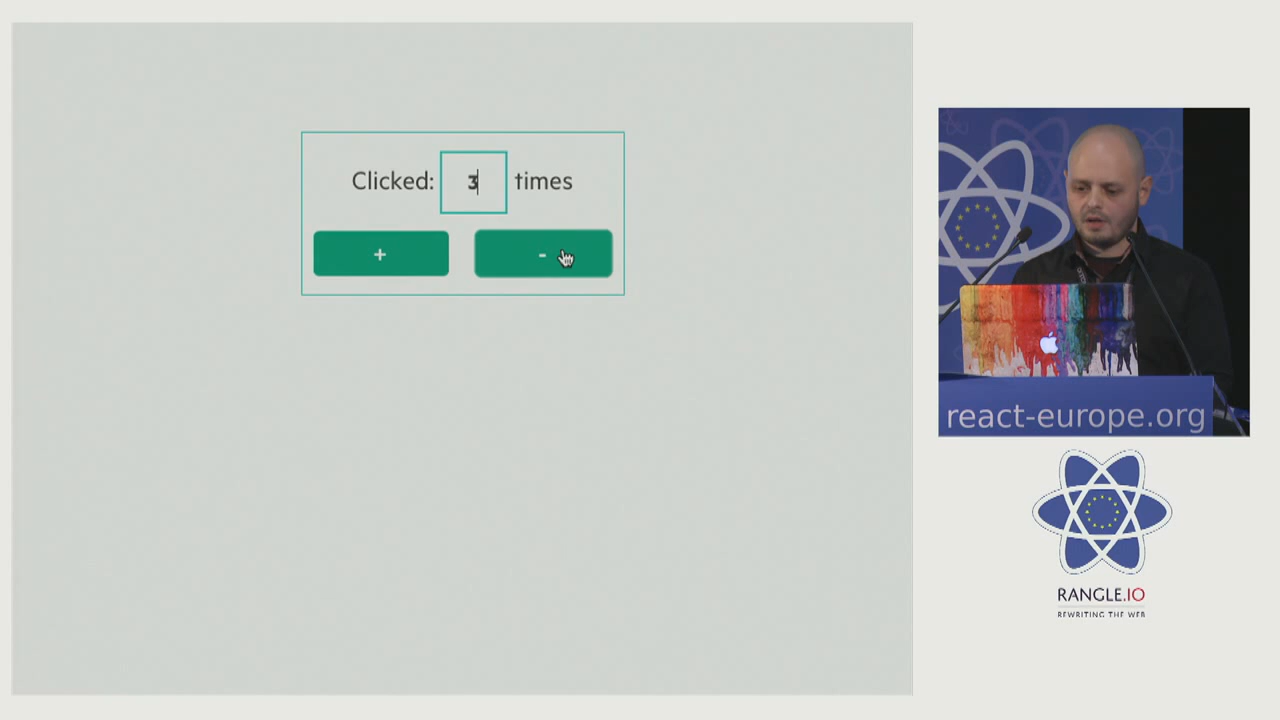 Clicked: 3 times
+ -
react-europe.org
RANGLE.IO
REWRITING THE WEB